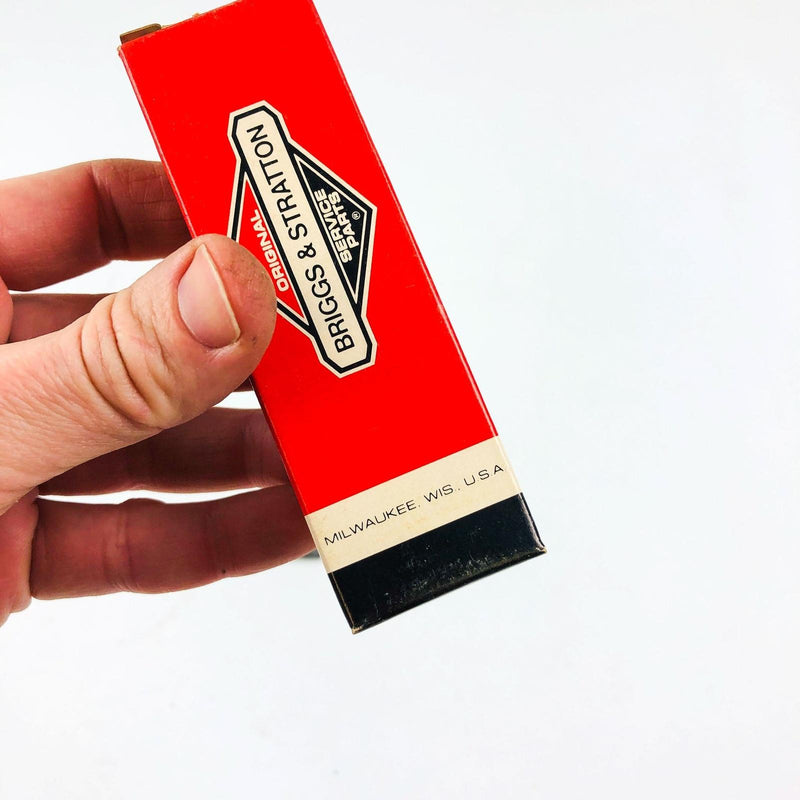 ORIGINAL
BRIGGS & STRATTON
SERVICE
PARTS®
MILWAUKEE, WIS., U.S.A